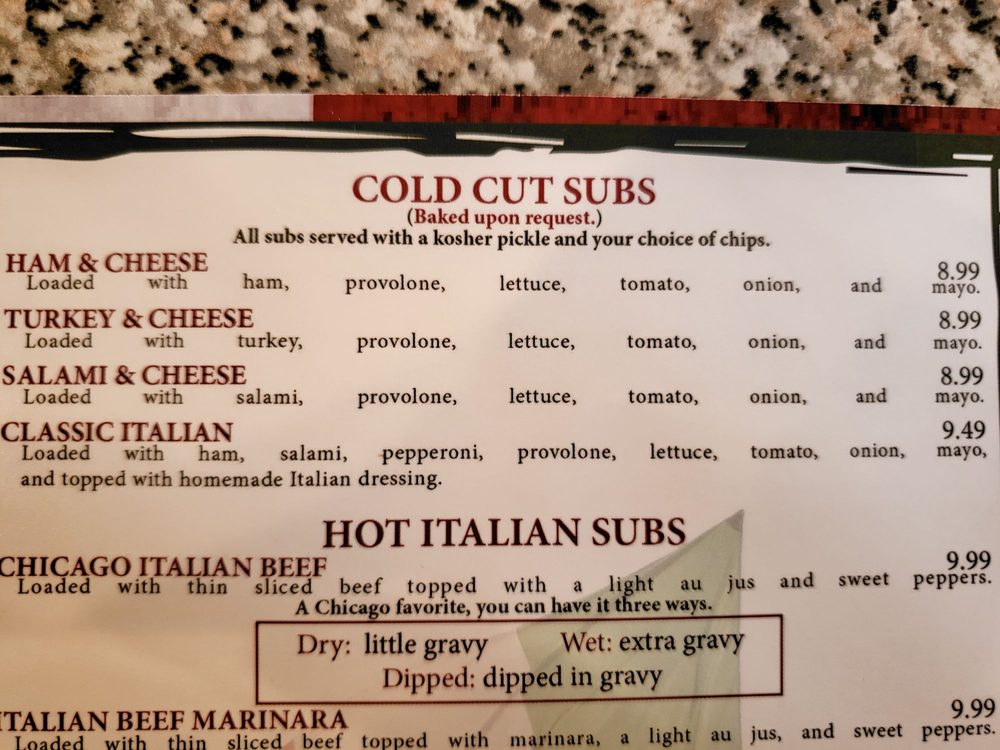 COLD CUT SUBS
(Baked upon request.)
All subs served with a kosher pickle and your choice of chips.
HAM & CHEESE 8.99
Loaded with ham, provolone, lettuce, tomato, onion, and mayo.
TURKEY & CHEESE 8.99
Loaded with turkey, provolone, lettuce, tomato, onion, and mayo.
SALAMI & CHEESE 8.99
Loaded with salami, provolone, lettuce, tomato, onion, and mayo.
CLASSIC ITALIAN 9.49
Loaded with ham, salami, pepperoni, provolone, lettuce, tomato, onion, mayo,
and topped with homemade Italian dressing.
HOT ITALIAN SUBS
CHICAGO ITALIAN BEEF 9.99
Loaded with thin sliced beef topped with a light au jus and sweet peppers.
A Chicago favorite, you can have it three ways.
Dry: little gravy Wet: extra gravy
Dipped: dipped in gravy
ITALIAN BEEF MARINARA 9.99
Loaded with thin sliced beef topped with marinara, a light au jus, and sweet peppers.